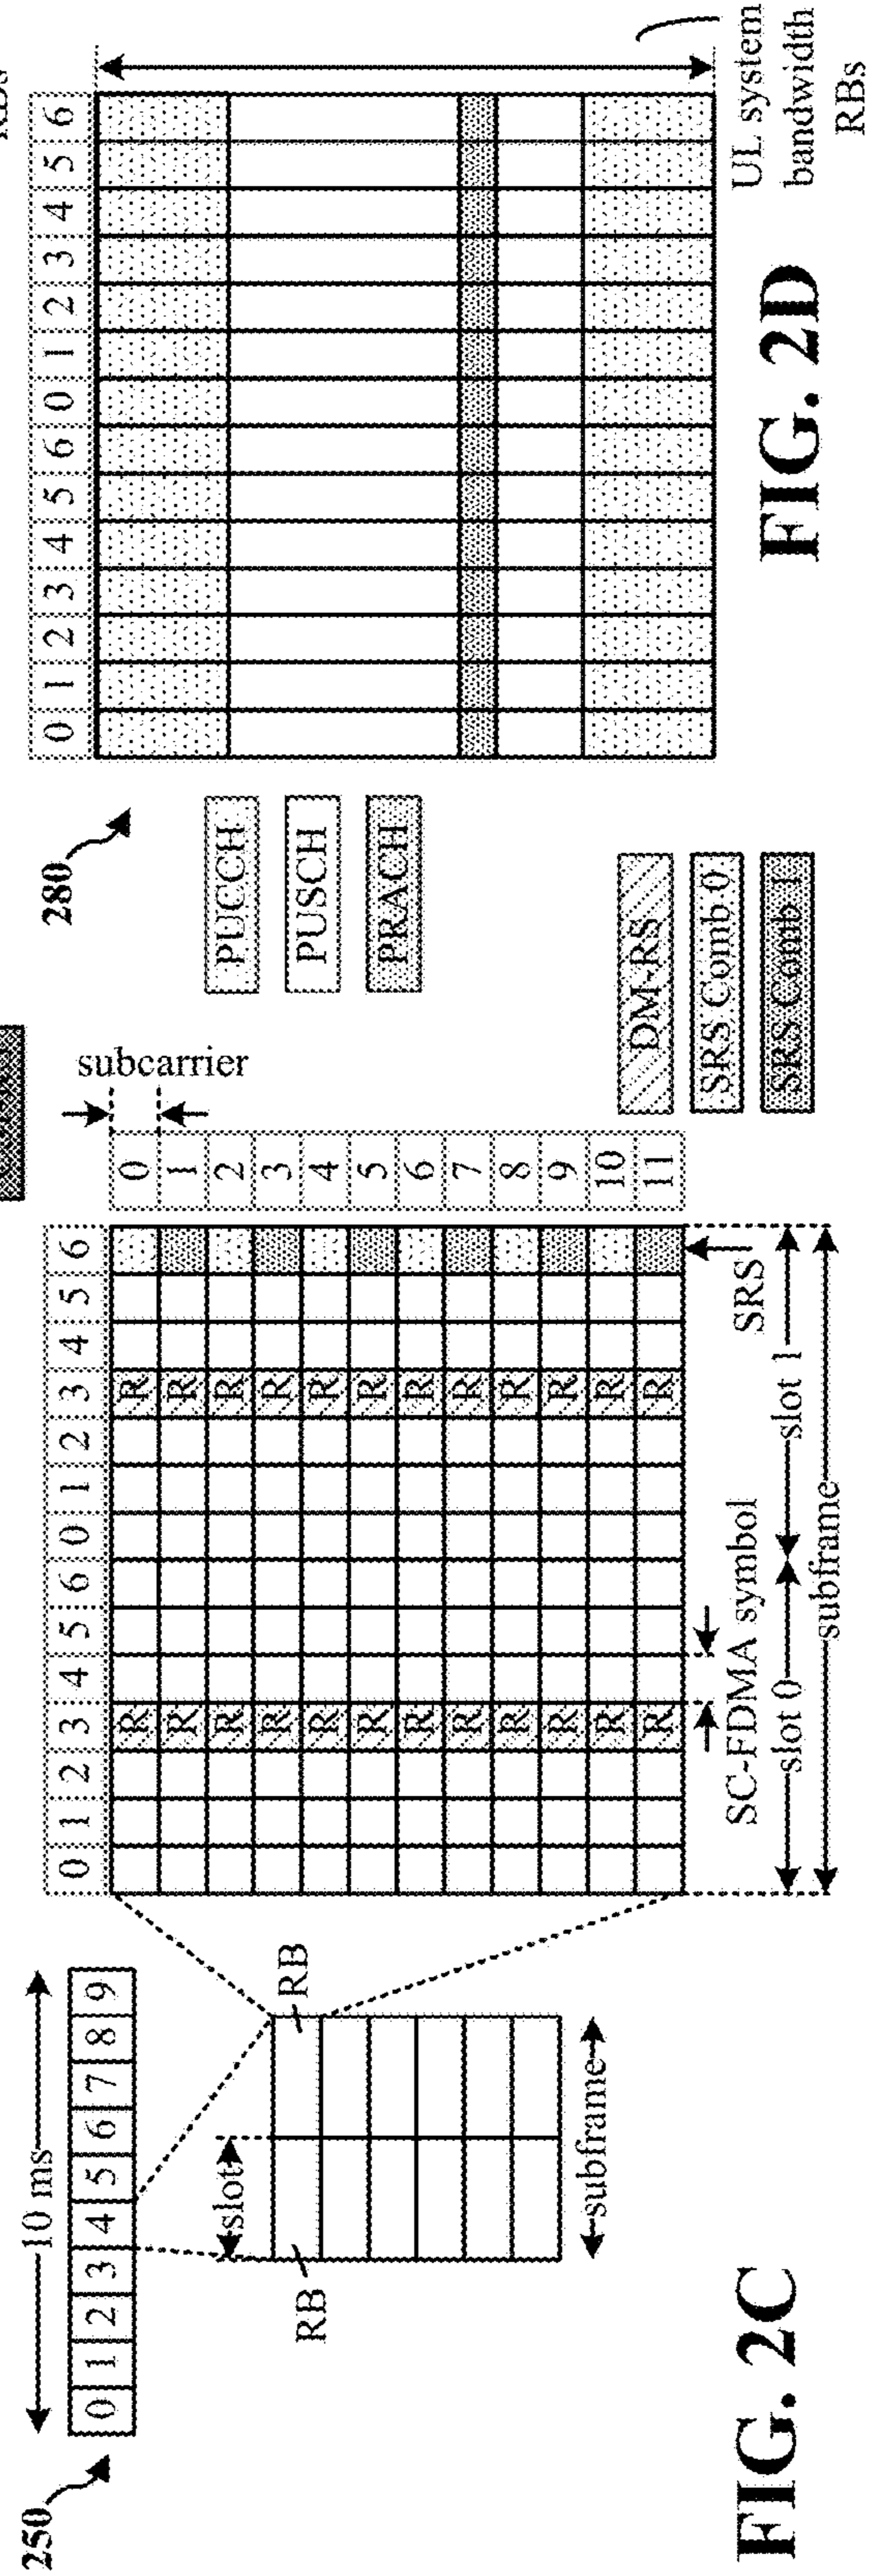 250
10 ms
0 1 2 3 4 5 6 7 8 9
slot
RB
RB
subframe
0 1 2 3 4 5 6 0 1 2 3 4 5 6
R R
R R
R R
R R
R R
R R
R R
R R
R R
R R
R R
R R
subcarrier
0
1
2
3
4
5
6
7
8
9
10
11
SRS
SC-FDMA symbol
slot 0
slot 1
subframe
DM-RS
SRS Comb 0
SRS Comb 1
FIG. 2C
280
PUCCH
PUSCH
PRACH
0 1 2 3 4 5 6 0 1 2 3 4 5 6
UL system
bandwidth
RBs
FIG. 2D